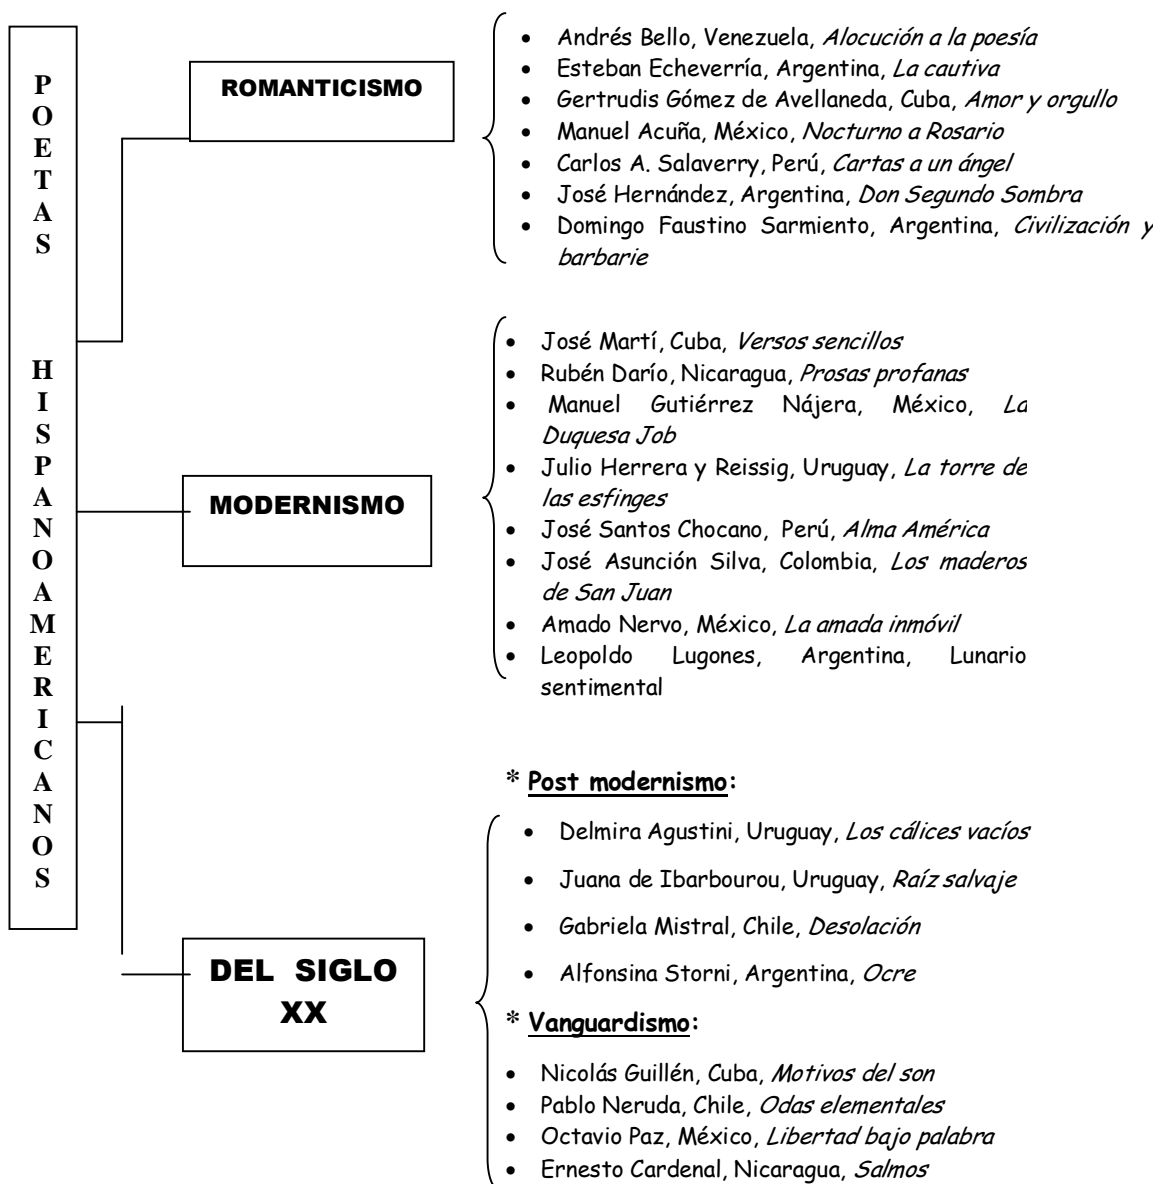 POETAS HISPANOAMERICANOS
ROMANTICISMO
• Andrés Bello, Venezuela, Alocución a la poesía
• Esteban Echeverría, Argentina, La cautiva
• Gertrudis Gómez de Avellaneda, Cuba, Amor y orgullo
• Manuel Acuña, México, Nocturno a Rosario
• Carlos A. Salaverry, Perú, Cartas a un ángel
• José Hernández, Argentina, Don Segundo Sombra
• Domingo Faustino Sarmiento, Argentina, Civilización y
barbarie
MODERNISMO
• José Martí, Cuba, Versos sencillos
• Rubén Darío, Nicaragua, Prosas profanas
• Manuel Gutiérrez Nájera, México, La
Duquesa Job
• Julio Herrera y Reissig, Uruguay, La torre de
las esfinges
• José Santos Chocano, Perú, Alma América
• José Asunción Silva, Colombia, Los maderos
de San Juan
• Amado Nervo, México, La amada inmóvil
• Leopoldo Lugones, Argentina, Lunario
sentimental
DEL SIGLO
XX
* Post modernismo:
• Delmira Agustini, Uruguay, Los cálices vacíos
• Juana de Ibarbourou, Uruguay, Raíz salvaje
• Gabriela Mistral, Chile, Desolación
• Alfonsina Storni, Argentina, Ocre
* Vanguardismo:
• Nicolás Guillén, Cuba, Motivos del son
• Pablo Neruda, Chile, Odas elementales
• Octavio Paz, México, Libertad bajo palabra
• Ernesto Cardenal, Nicaragua, Salmos